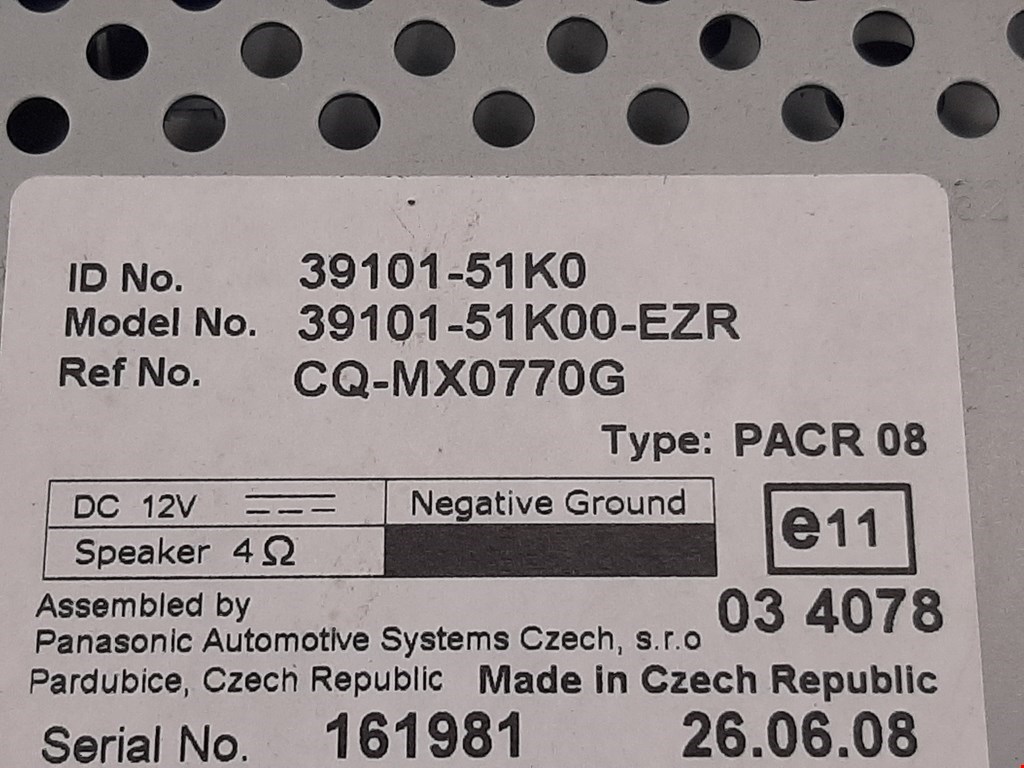 ID No. 39101-51K0
Model No. 39101-51K00-EZR
Ref No. CQ-MX0770G
Type: PACR 08
DC 12V Negative Ground
Speaker 4Ω
e11
Assembled by
03 4078
Panasonic Automotive Systems Czech, s.r.o
Pardubice, Czech Republic Made in Czech Republic
Serial No. 161981 26.06.08